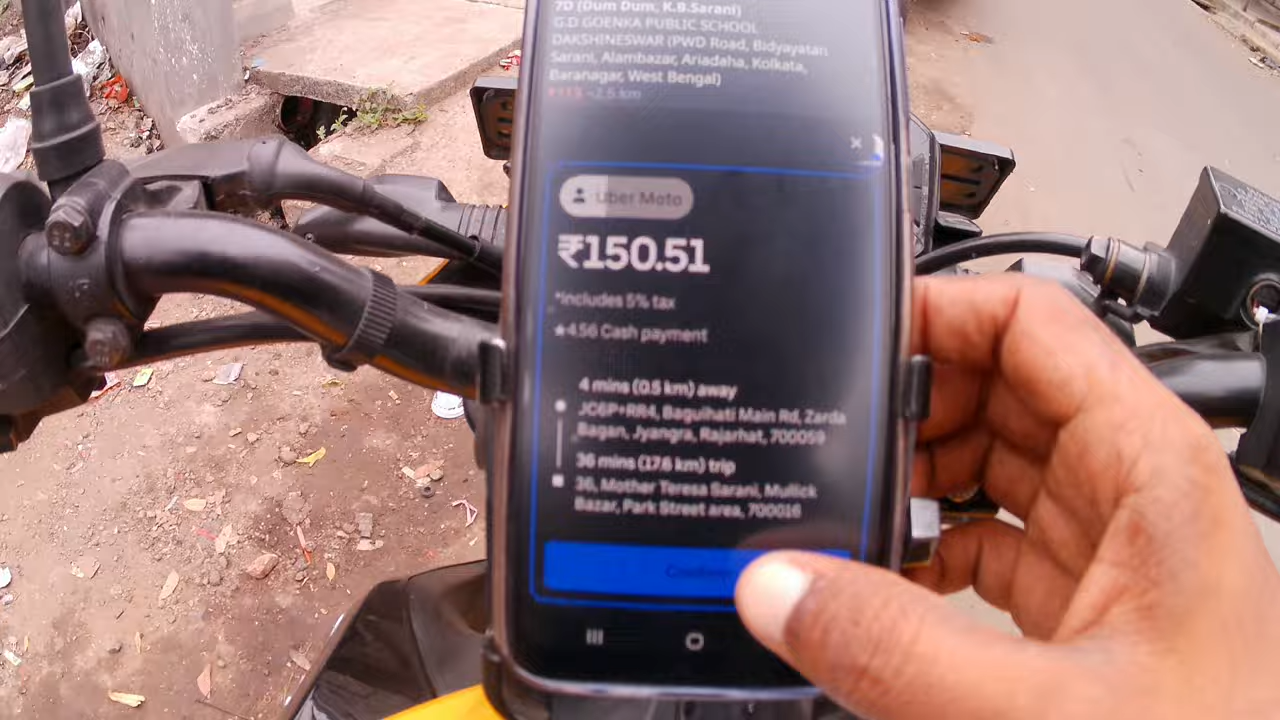 7D (Dum Dum, K.B.Sarani)
G.D GOENKA PUBLIC SCHOOL
DAKSHINESWAR (PWD Road, Bidyayatan
Sarani, Alambazar, Ariadaha, Kolkata,
Baranagar, West Bengal)
~2.5 km
Uber Moto
₹150.51
*Includes 5% tax
★4.56 Cash payment
4 mins (0.5 km) away
JC6P+RR4, Baguihati Main Rd, Zarda
Bagan, Jyangra, Rajarhat, 700059
36 mins (17.6 km) trip
36, Mother Teresa Sarani, Mullick
Bazar, Park Street area, 700016